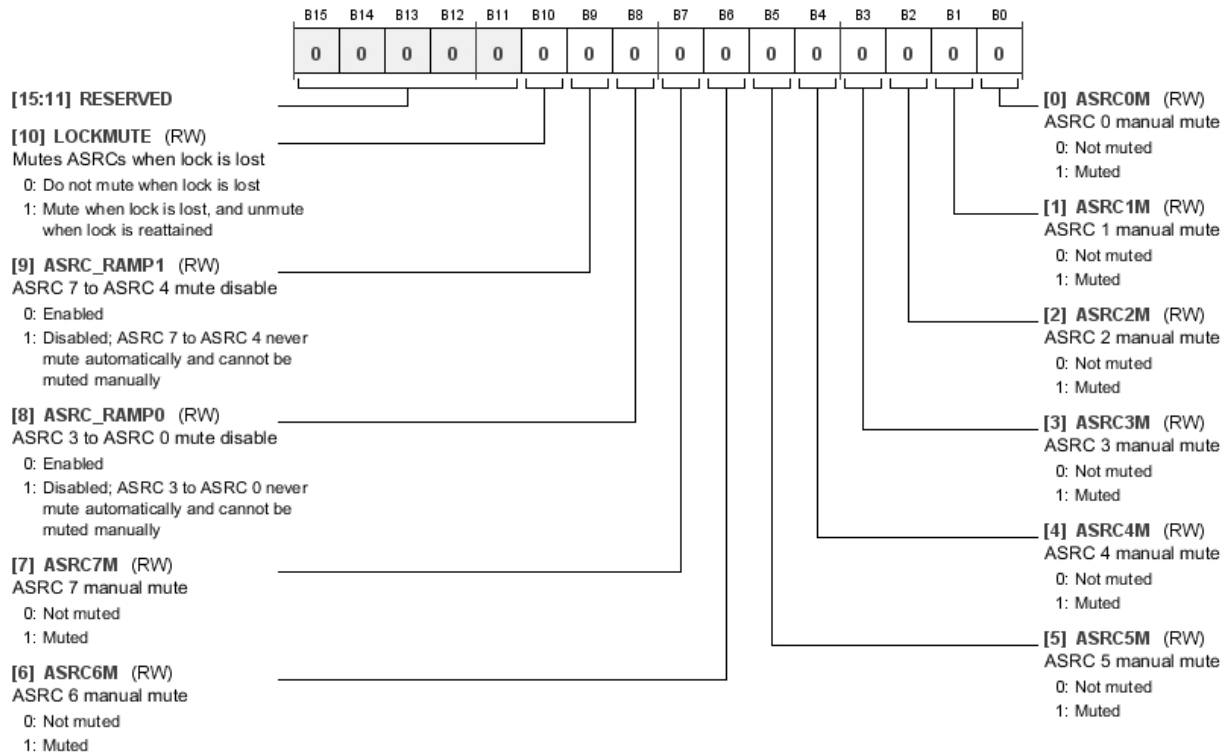 B15 B14 B13 B12 B11 B10 B9 B8 B7 B6 B5 B4 B3 B2 B1 B0
0 0 0 0 0 0 0 0 0 0 0 0 0 0 0 0
[15:11] RESERVED
[10] LOCKMUTE (RW)
Mutes ASRCs when lock is lost
0: Do not mute when lock is lost
1: Mute when lock is lost, and unmute
when lock is reattained
[9] ASRC_RAMP1 (RW)
ASRC 7 to ASRC 4 mute disable
0: Enabled
1: Disabled; ASRC 7 to ASRC 4 never
mute automatically and cannot be
muted manually
[8] ASRC_RAMP0 (RW)
ASRC 3 to ASRC 0 mute disable
0: Enabled
1: Disabled; ASRC 3 to ASRC 0 never
mute automatically and cannot be
muted manually
[7] ASRC7M (RW)
ASRC 7 manual mute
0: Not muted
1: Muted
[6] ASRC6M (RW)
ASRC 6 manual mute
0: Not muted
1: Muted
[0] ASRC0M (RW)
ASRC 0 manual mute
0: Not muted
1: Muted
[1] ASRC1M (RW)
ASRC 1 manual mute
0: Not muted
1: Muted
[2] ASRC2M (RW)
ASRC 2 manual mute
0: Not muted
1: Muted
[3] ASRC3M (RW)
ASRC 3 manual mute
0: Not muted
1: Muted
[4] ASRC4M (RW)
ASRC 4 manual mute
0: Not muted
1: Muted
[5] ASRC5M (RW)
ASRC 5 manual mute
0: Not muted
1: Muted